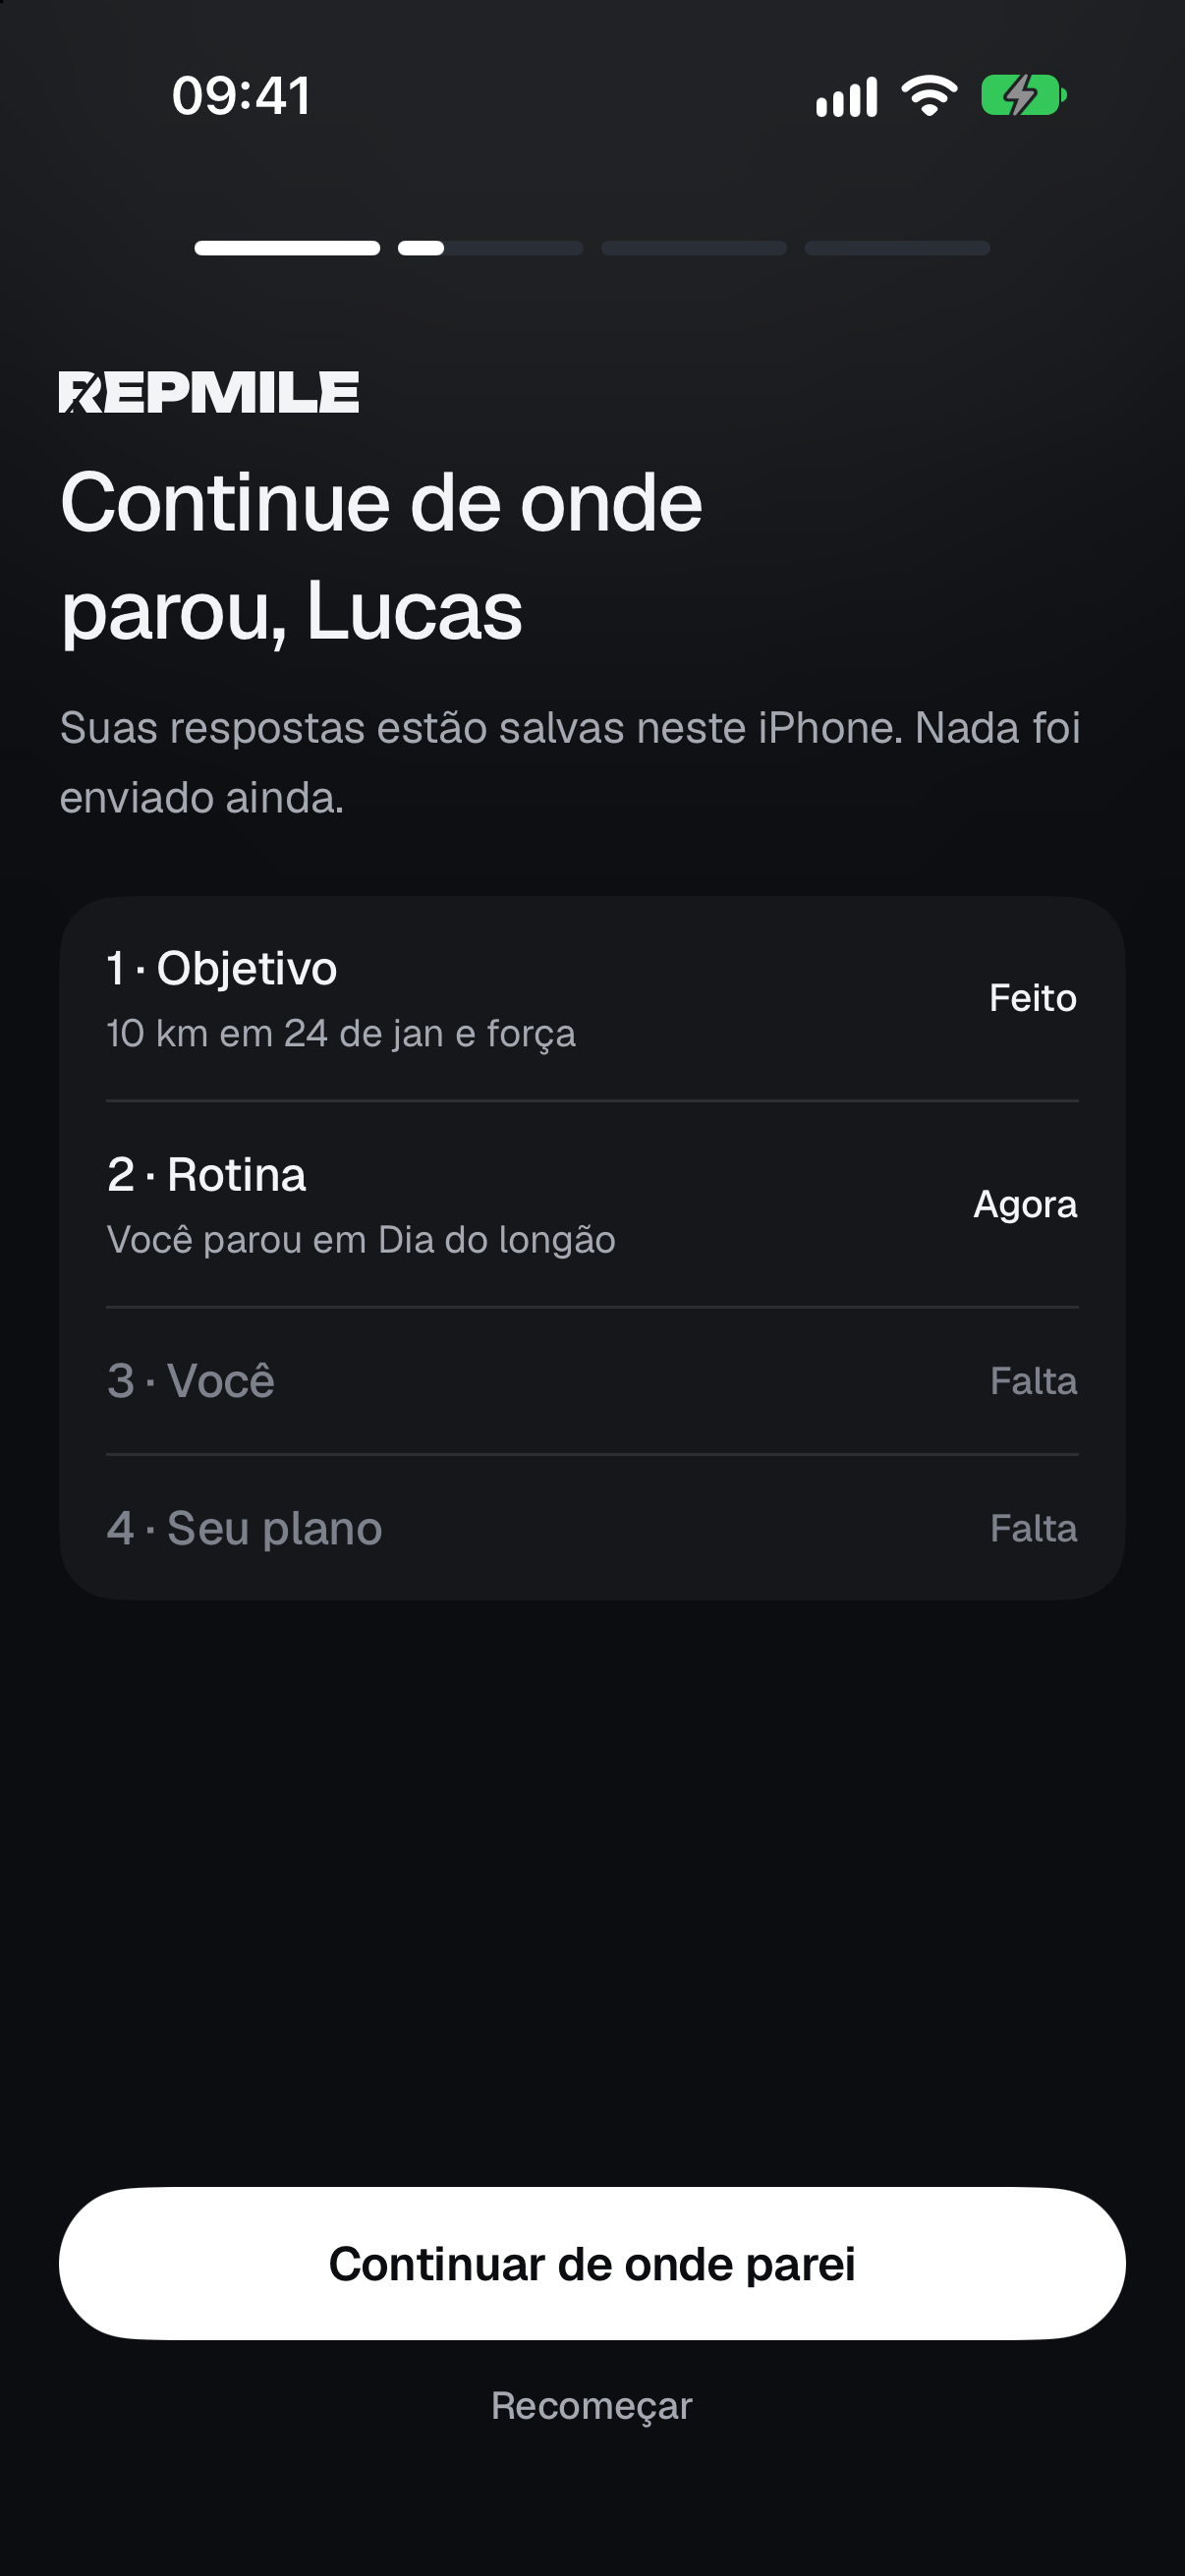 09:41
REPMILE
Continue de onde
parou, Lucas
Suas respostas estão salvas neste iPhone. Nada foi
enviado ainda.
1 · Objetivo
Feito
10 km em 24 de jan e força
2 · Rotina
Agora
Você parou em Dia do longão
3 · Você
Falta
4 · Seu plano
Falta
Continuar de onde parei
Recomeçar